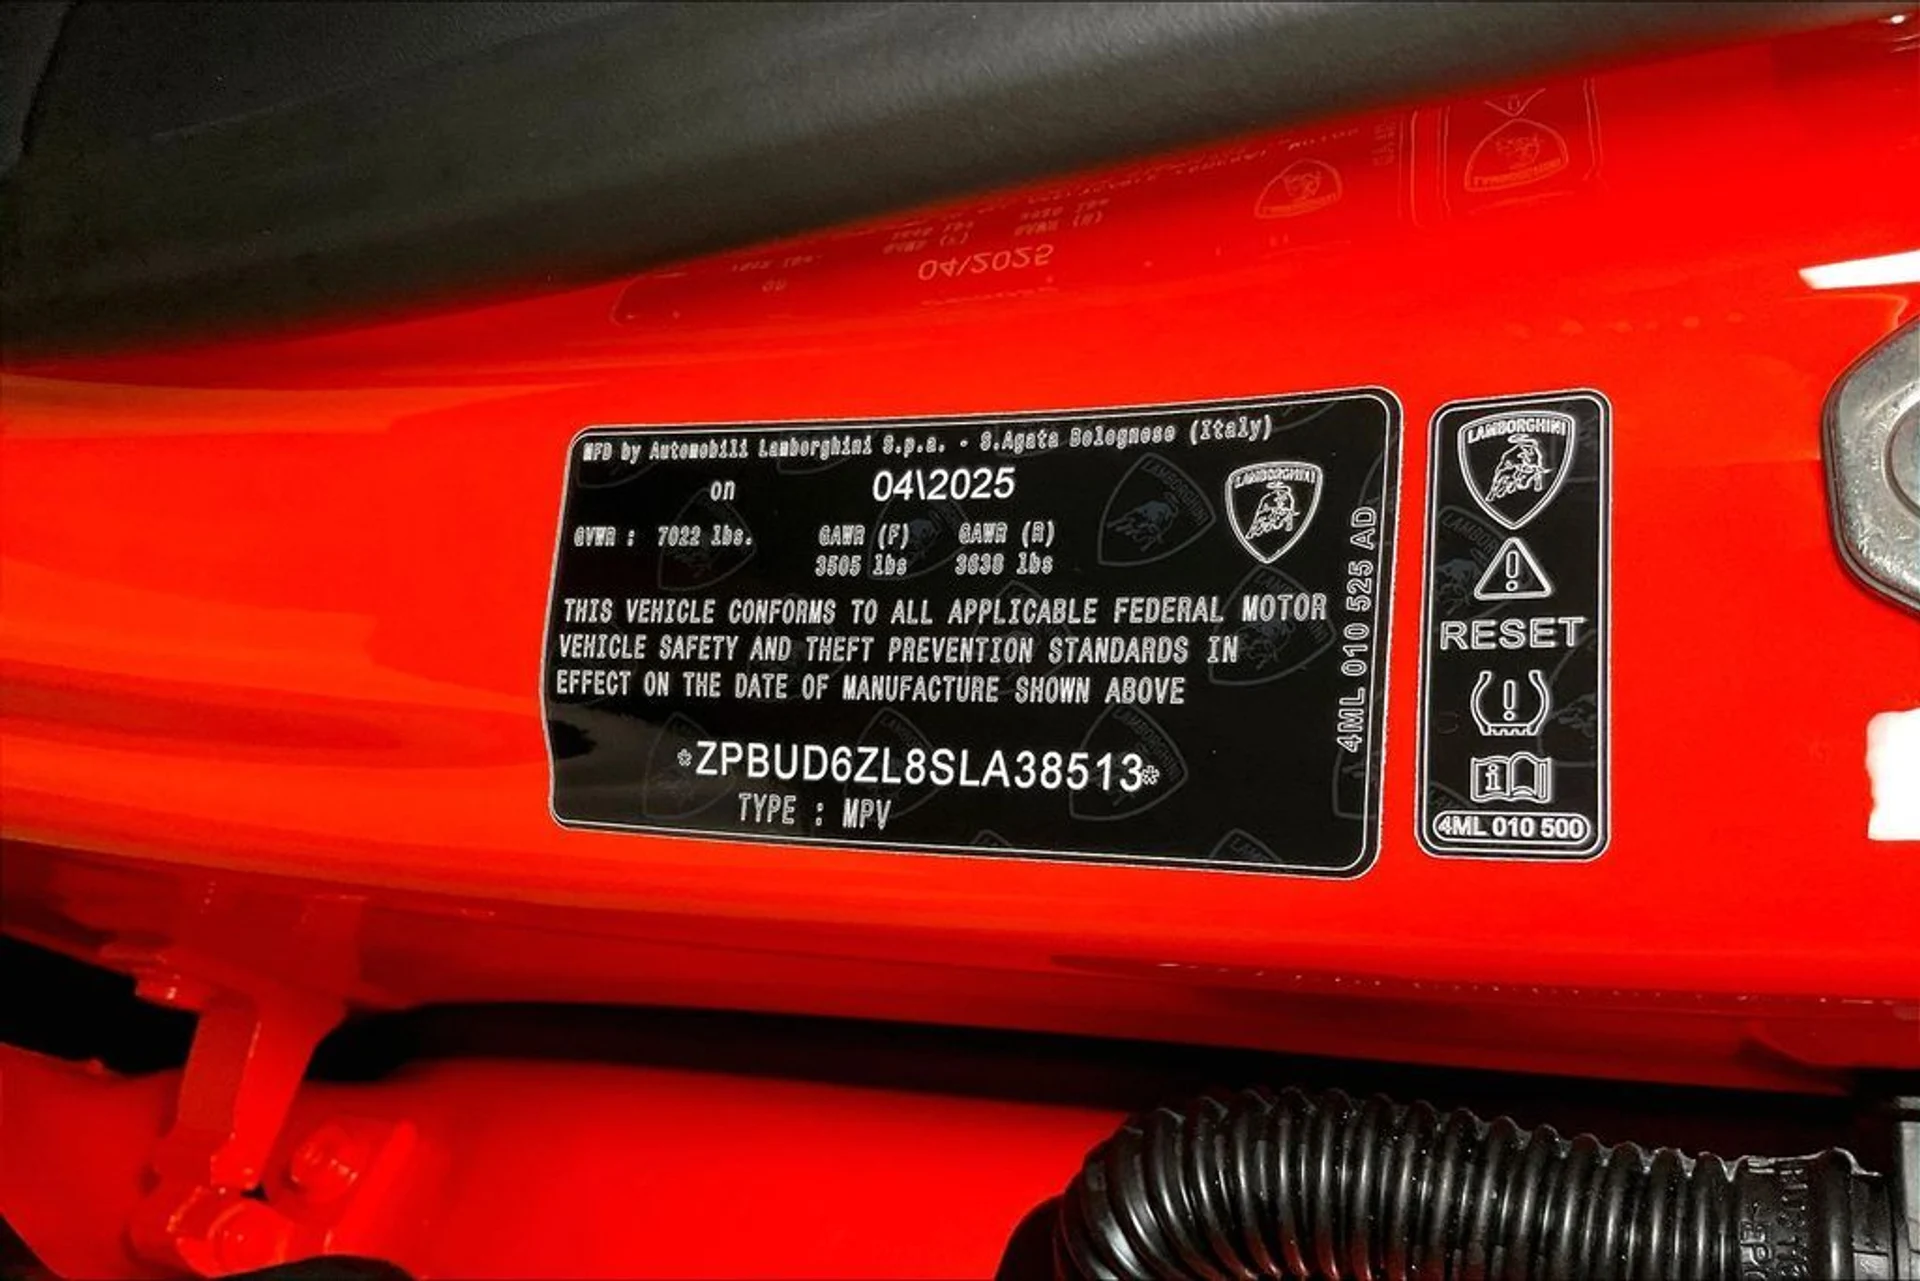 MFD by Automobili Lamborghini S.p.a. - S.Agata Bolognese (Italy)
on 04\2025
GVWR : 7022 lbs. GAWR (F) GAWR (R)
3505 lbs 3638 lbs
THIS VEHICLE CONFORMS TO ALL APPLICABLE FEDERAL MOTOR
VEHICLE SAFETY AND THEFT PREVENTION STANDARDS IN
EFFECT ON THE DATE OF MANUFACTURE SHOWN ABOVE
*ZPBUD6ZL8SLA38513*
TYPE : MPV
LAMBORGHINI
4ML 010 525 AD
LAMBORGHINI
RESET
4ML 010 500